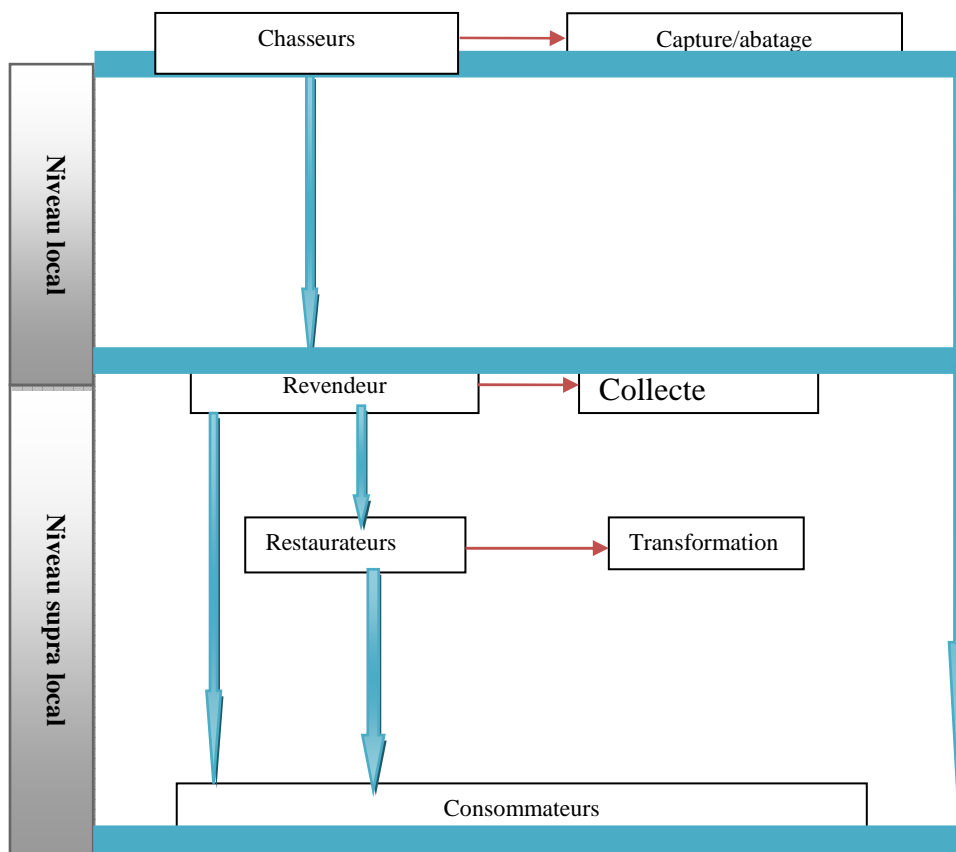 Chasseurs
Capture/abatage
Niveau local
Revendeur
Collecte
Niveau supra local
Restaurateurs
Transformation
Consommateurs